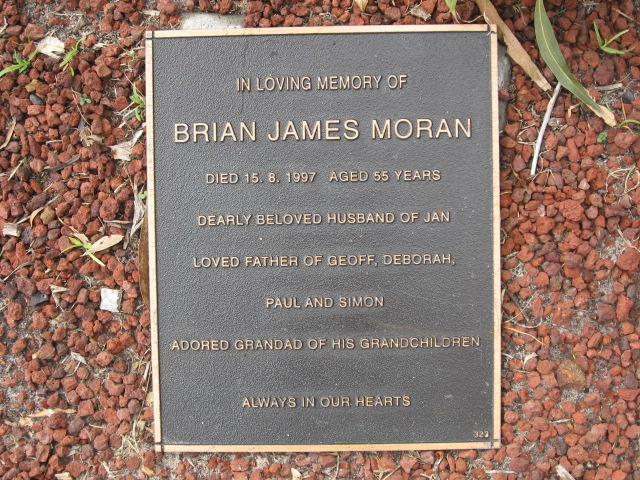 IN LOVING MEMORY OF
BRIAN JAMES MORAN
DIED 15. 8. 1997 AGED 55 YEARS
DEARLY BELOVED HUSBAND OF JAN
LOVED FATHER OF GEOFF, DEBORAH,
PAUL AND SIMON
ADORED GRANDAD OF HIS GRANDCHILDREN
ALWAYS IN OUR HEARTS